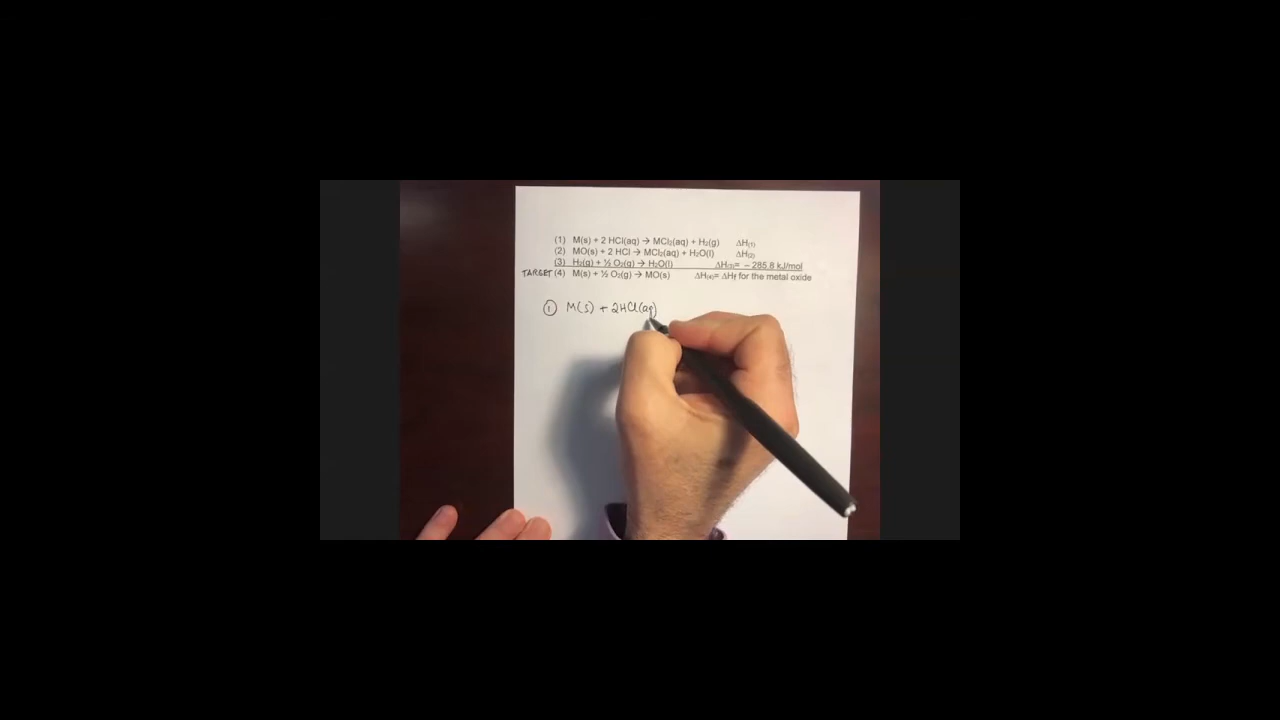 (1) M(s) + 2 HCl(aq) → MCl₂(aq) + H₂(g) ΔH₍₁₎
(2) MO(s) + 2 HCl → MCl₂(aq) + H₂O(l) ΔH₍₂₎
(3) H₂(g) + ½ O₂(g) → H₂O(l) ΔH₍₃₎= − 285.8 kJ/mol
TARGET (4) M(s) + ½ O₂(g) → MO(s) ΔH₍₄₎= ΔHf for the metal oxide
① M(s) + 2HCl(aq)